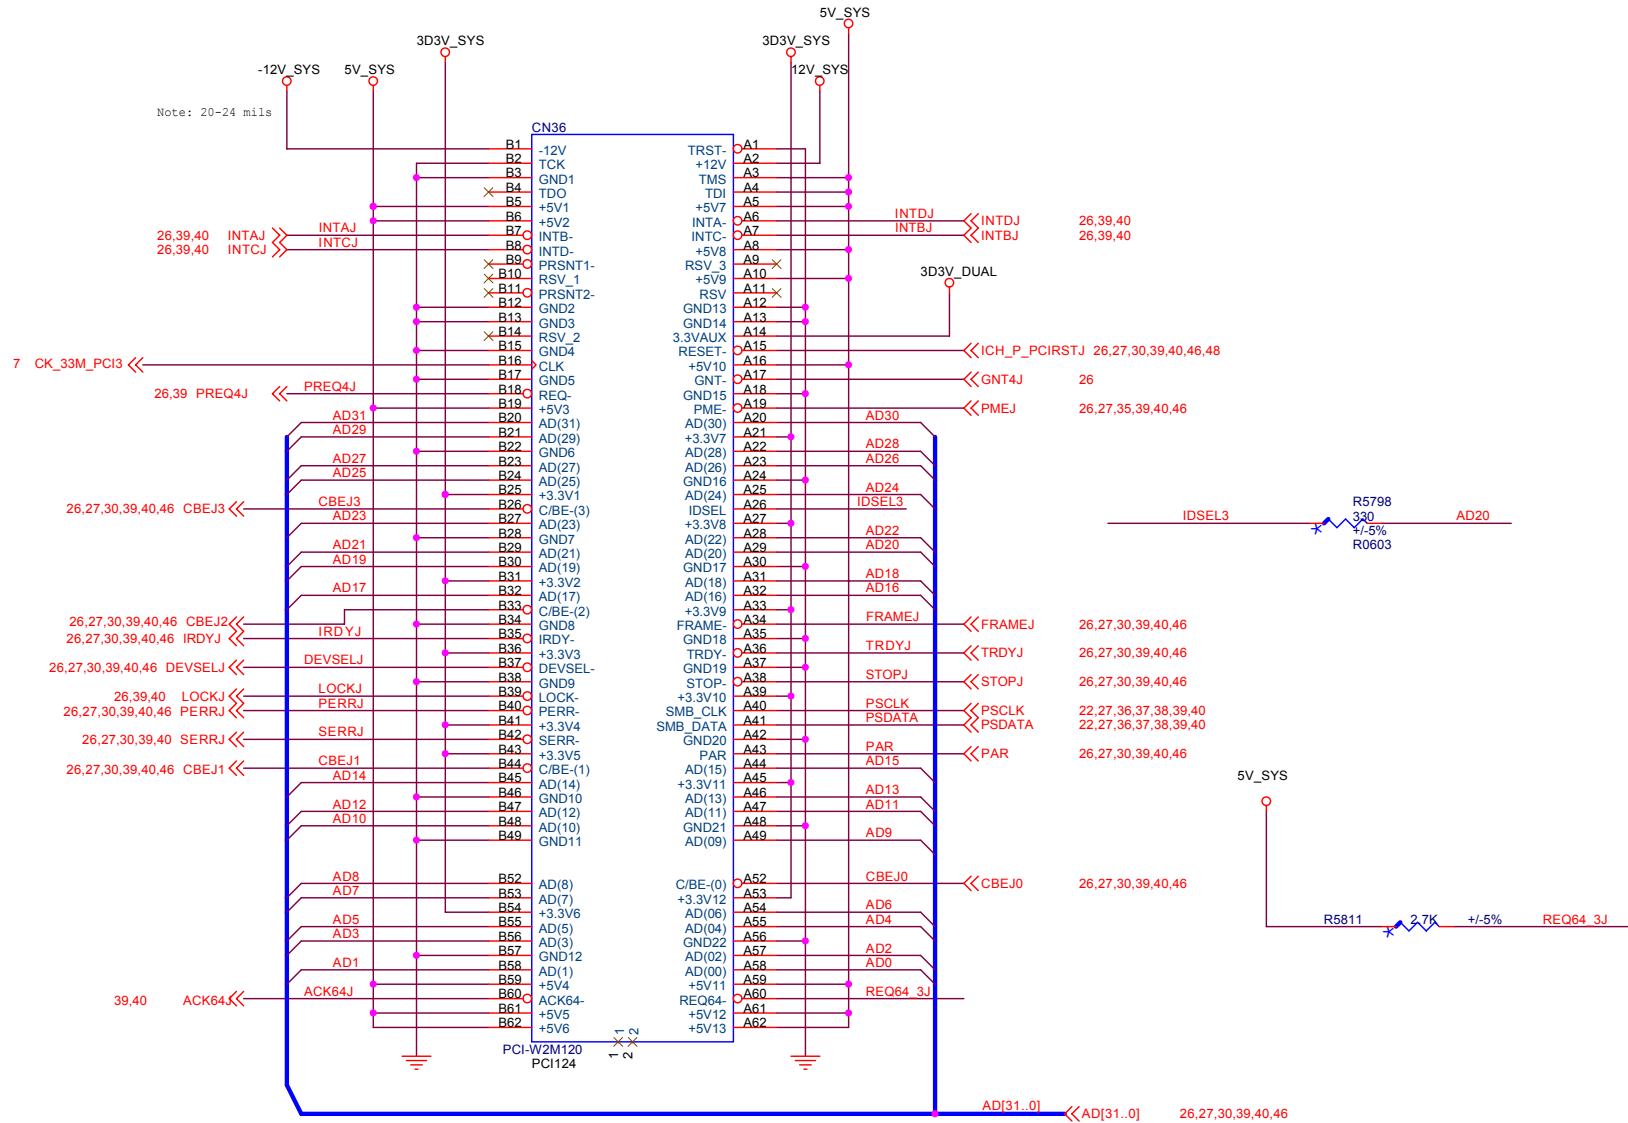 5V_SYS
3D3V_SYS 3D3V_SYS
-12V_SYS 5V_SYS 12V_SYS
Note: 20-24 mils
CN36
B1 -12V TRST- A1
B2 TCK +12V A2
B3 GND1 TMS A3
B4 TDO TDI A4
B5 +5V1 +5V7 A5
B6 +5V2 INTA- A6 INTDJ INTDJ 26,39,40
26,39,40 INTAJ INTAJ B7 INTB- INTC- A7 INTBJ INTBJ 26,39,40
26,39,40 INTCJ INTCJ B8 INTD- +5V8 A8
B9 PRSNT1- RSV_3 A9
B10 RSV_1 +5V9 A10 3D3V_DUAL
B11 PRSNT2- RSV A11
B12 GND2 GND13 A12
B13 GND3 GND14 A13
B14 RSV_2 3.3VAUX A14
B15 GND4 RESET- A15 ICH_P_PCIRSTJ 26,27,30,39,40,46,48
7 CK_33M_PCI3 B16 CLK +5V10 A16
B17 GND5 GNT- A17 GNT4J 26
26,39 PREQ4J PREQ4J B18 REQ- GND15 A18
B19 +5V3 PME- A19 PMEJ 26,27,35,39,40,46
AD31 B20 AD(31) AD(30) A20 AD30
AD29 B21 AD(29) +3.3V7 A21
B22 GND6 AD(28) A22 AD28
AD27 B23 AD(27) AD(26) A23 AD26
AD25 B24 AD(25) GND16 A24
B25 +3.3V1 AD(24) A25 AD24
26,27,30,39,40,46 CBEJ3 CBEJ3 B26 C/BE-(3) IDSEL A26 IDSEL3
AD23 B27 AD(23) +3.3V8 A27
B28 GND7 AD(22) A28 AD22
AD21 B29 AD(21) AD(20) A29 AD20
AD19 B30 AD(19) GND17 A30
B31 +3.3V2 AD(18) A31 AD18
AD17 B32 AD(17) AD(16) A32 AD16
B33 C/BE-(2) +3.3V9 A33
26,27,30,39,40,46 CBEJ2 B34 GND8 FRAME- A34 FRAMEJ FRAMEJ 26,27,30,39,40,46
26,27,30,39,40,46 IRDYJ IRDYJ B35 IRDY- GND18 A35
B36 +3.3V3 TRDY- A36 TRDYJ TRDYJ 26,27,30,39,40,46
26,27,30,39,40,46 DEVSELJ DEVSELJ B37 DEVSEL- GND19 A37
B38 GND9 STOP- A38 STOPJ STOPJ 26,27,30,39,40,46
26,39,40 LOCKJ LOCKJ B39 LOCK- +3.3V10 A39
26,27,30,39,40,46 PERRJ PERRJ B40 PERR- SMB_CLK A40 PSCLK PSCLK 22,27,36,37,38,39,40
B41 +3.3V4 SMB_DATA A41 PSDATA PSDATA 22,27,36,37,38,39,40
26,27,30,39,40 SERRJ SERRJ B42 SERR- GND20 A42
B43 +3.3V5 PAR A43 PAR PAR 26,27,30,39,40,46
26,27,30,39,40,46 CBEJ1 CBEJ1 B44 C/BE-(1) AD(15) A44 AD15
AD14 B45 AD(14) +3.3V11 A45
B46 GND10 AD(13) A46 AD13
AD12 B47 AD(12) AD(11) A47 AD11
AD10 B48 AD(10) GND21 A48
B49 GND11 AD(09) A49 AD9
AD8 B52 AD(8) C/BE-(0) A52 CBEJ0 CBEJ0 26,27,30,39,40,46
AD7 B53 AD(7) +3.3V12 A53
B54 +3.3V6 AD(06) A54 AD6
AD5 B55 AD(5) AD(04) A55 AD4
AD3 B56 AD(3) GND22 A56
B57 GND12 AD(02) A57 AD2
AD1 B58 AD(1) AD(00) A58 AD0
B59 +5V4 +5V11 A59
39,40 ACK64J ACK64J B60 ACK64- REQ64- A60 REQ64_3J
B61 +5V5 +5V12 A61
B62 +5V6 +5V13 A62
1 2
1 2
PCI-W2M120
PCI124
AD[31..0] AD[31..0] 26,27,30,39,40,46
R5798
IDSEL3 330 AD20
+/-5%
R0603
5V_SYS
R5811 2.7K +/-5% REQ64_3J